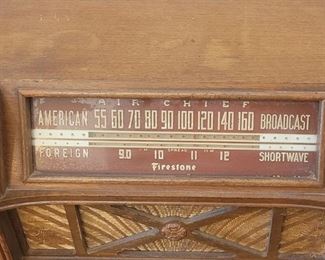 AIR CHIEF
AMERICAN 55 60 70 80 90 100 120 140 160 BROADCAST
FOREIGN 9.0 10 SPREAD 11 12 SHORTWAVE
Firestone